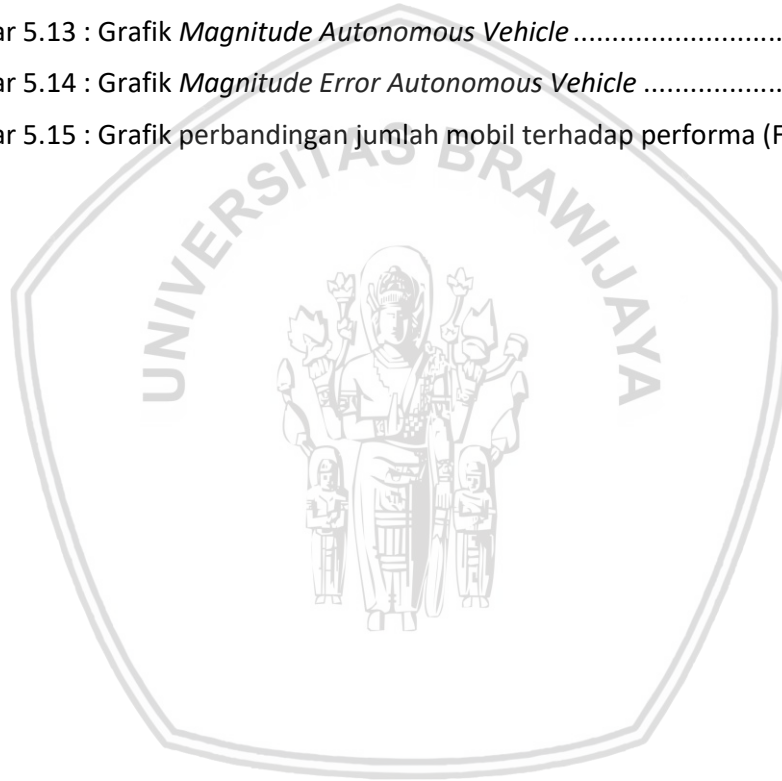 ar 5.13 : Grafik Magnitude Autonomous Vehicle ..........................
ar 5.14 : Grafik Magnitude Error Autonomous Vehicle ..................
ar 5.15 : Grafik perbandingan jumlah mobil terhadap performa (F
UNIVERSITAS BRAWIJAYA